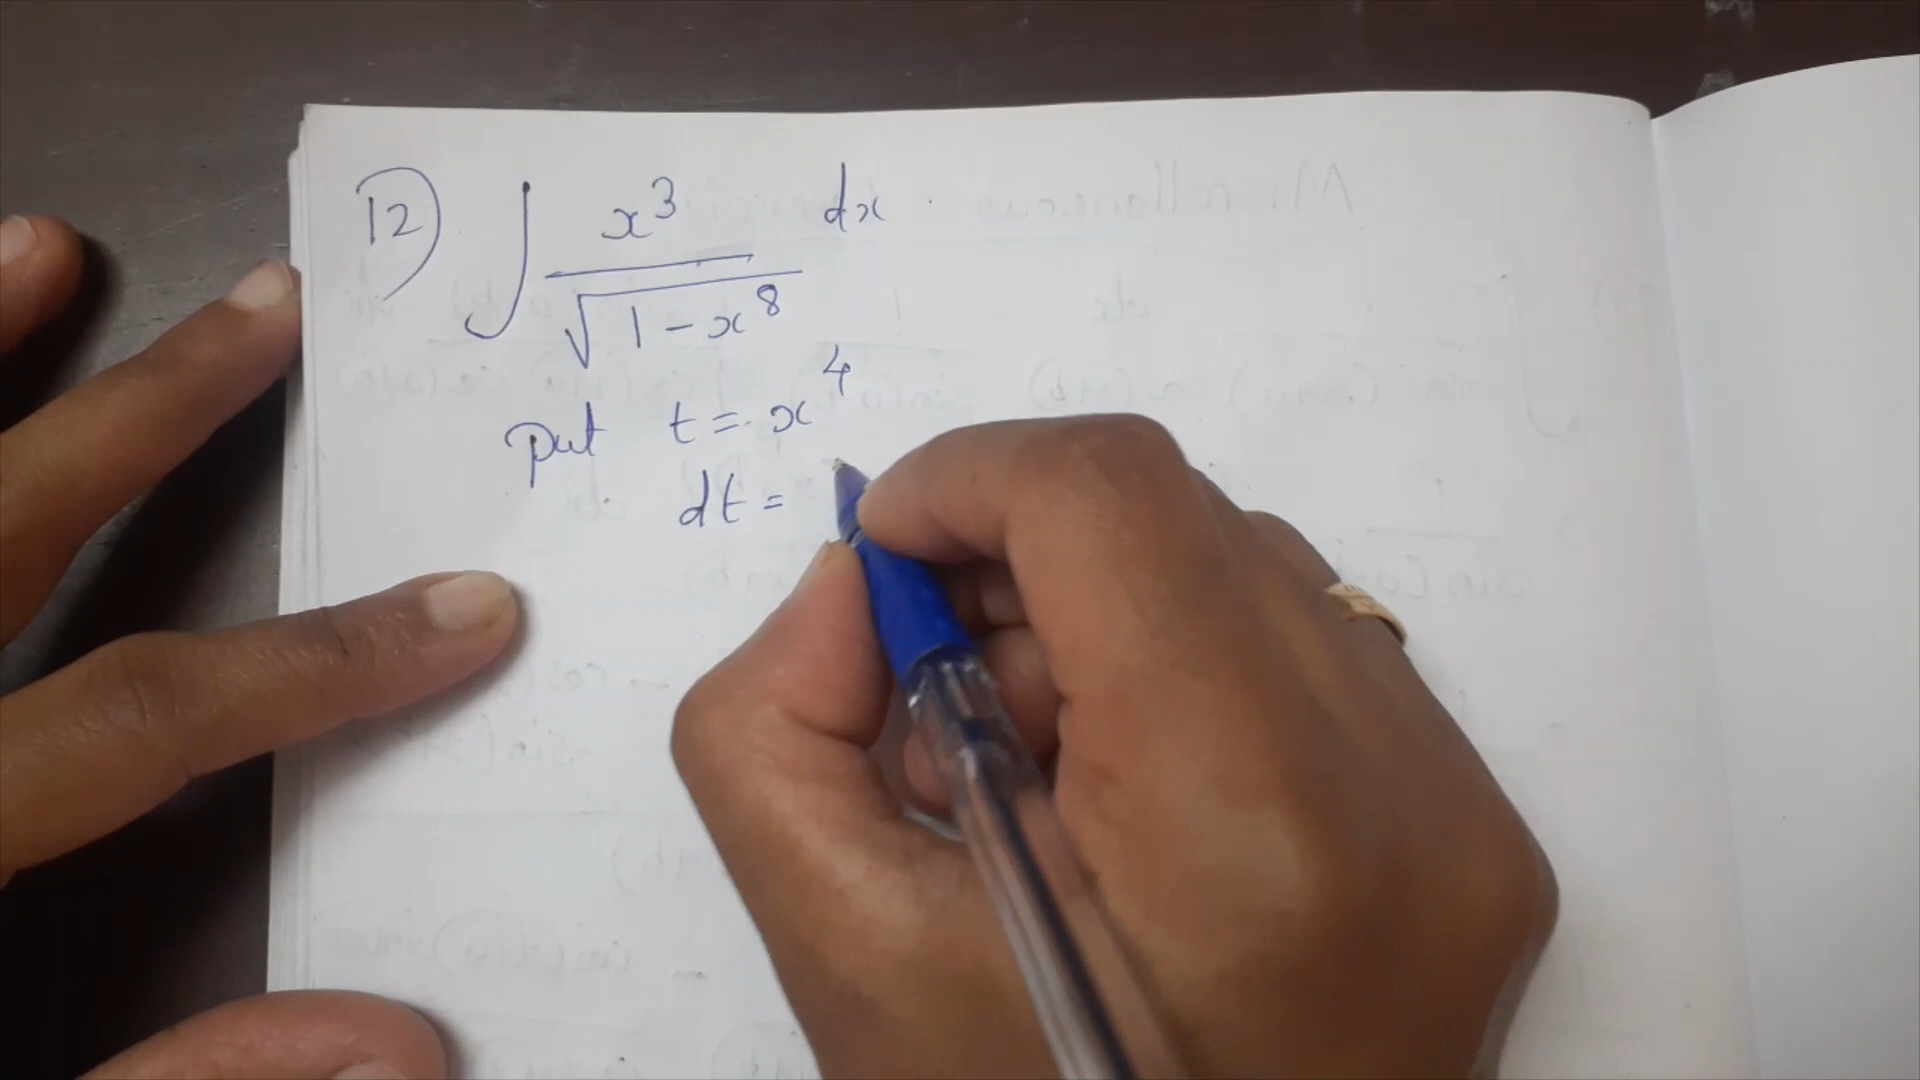 12) ∫ x³ / √(1 - x⁸) dx
put t = x⁴
dt =